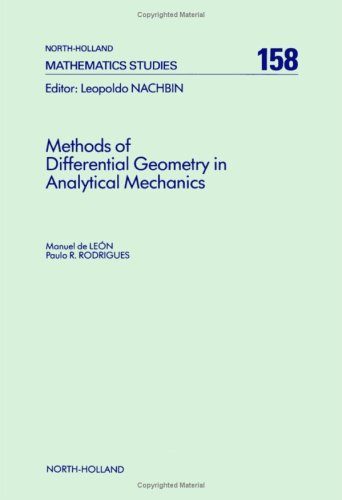 Copyrighted Material
NORTH-HOLLAND
MATHEMATICS STUDIES 158
Editor: Leopoldo NACHBIN
Methods of
Differential Geometry in
Analytical Mechanics
Manuel de LEÓN
Paulo R. RODRIGUES
NORTH-HOLLAND
Copyrighted Material